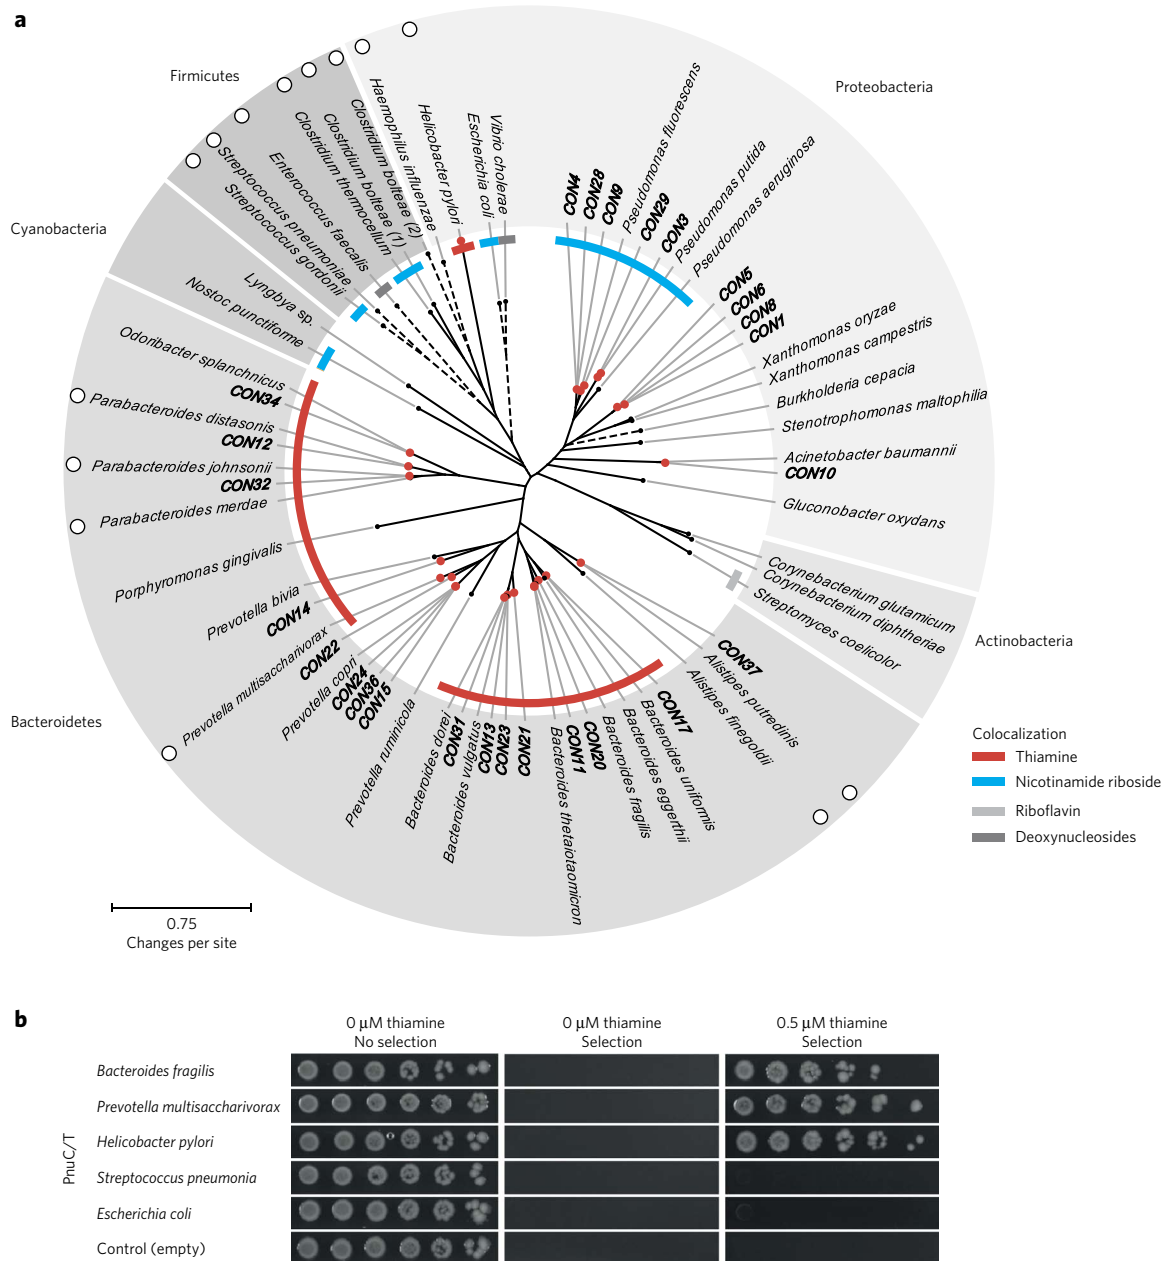 a
Firmicutes
Proteobacteria
Cyanobacteria
Bacteroidetes
Actinobacteria
Haemophilus influenzae
Helicobacter pylori
Escherichia coli
Vibrio cholerae
CON4
CON28
CON9
Pseudomonas fluorescens
CON29
CON3
Pseudomonas putida
Pseudomonas aeruginosa
CON5
CON6
CON8
CON1
Xanthomonas oryzae
Xanthomonas campestris
Burkholderia cepacia
Stenotrophomonas maltophilia
Acinetobacter baumannii
CON10
Gluconobacter oxydans
Corynebacterium glutamicum
Corynebacterium diphtheriae
Streptomyces coelicolor
CON37
Alistipes putredinis
Alistipes finegoldii
CON17
Bacteroides uniformis
Bacteroides eggerthii
Bacteroides fragilis
CON20
CON11
Bacteroides thetaiotaomicron
CON21
CON23
CON13
Bacteroides vulgatus
CON31
Bacteroides dorei
Prevotella ruminicola
CON15
CON36
CON24
Prevotella copri
CON22
Prevotella multisaccharivorax
CON14
Prevotella bivia
Porphyromonas gingivalis
Parabacteroides merdae
CON32
Parabacteroides johnsonii
CON12
Parabacteroides distasonis
CON34
Odoribacter splanchnicus
Nostoc punctiforme
Lyngbya sp.
Streptococcus gordonii
Streptococcus pneumoniae
Enterococcus faecalis
Clostridium thermocellum
Clostridium bolteae (1)
Clostridium bolteae (2)
Colocalization
Thiamine
Nicotinamide riboside
Riboflavin
Deoxynucleosides
0.75
Changes per site
b
0 µM thiamine
No selection
0 µM thiamine
Selection
0.5 µM thiamine
Selection
PnuC/T
Bacteroides fragilis
Prevotella multisaccharivorax
Helicobacter pylori
Streptococcus pneumonia
Escherichia coli
Control (empty)